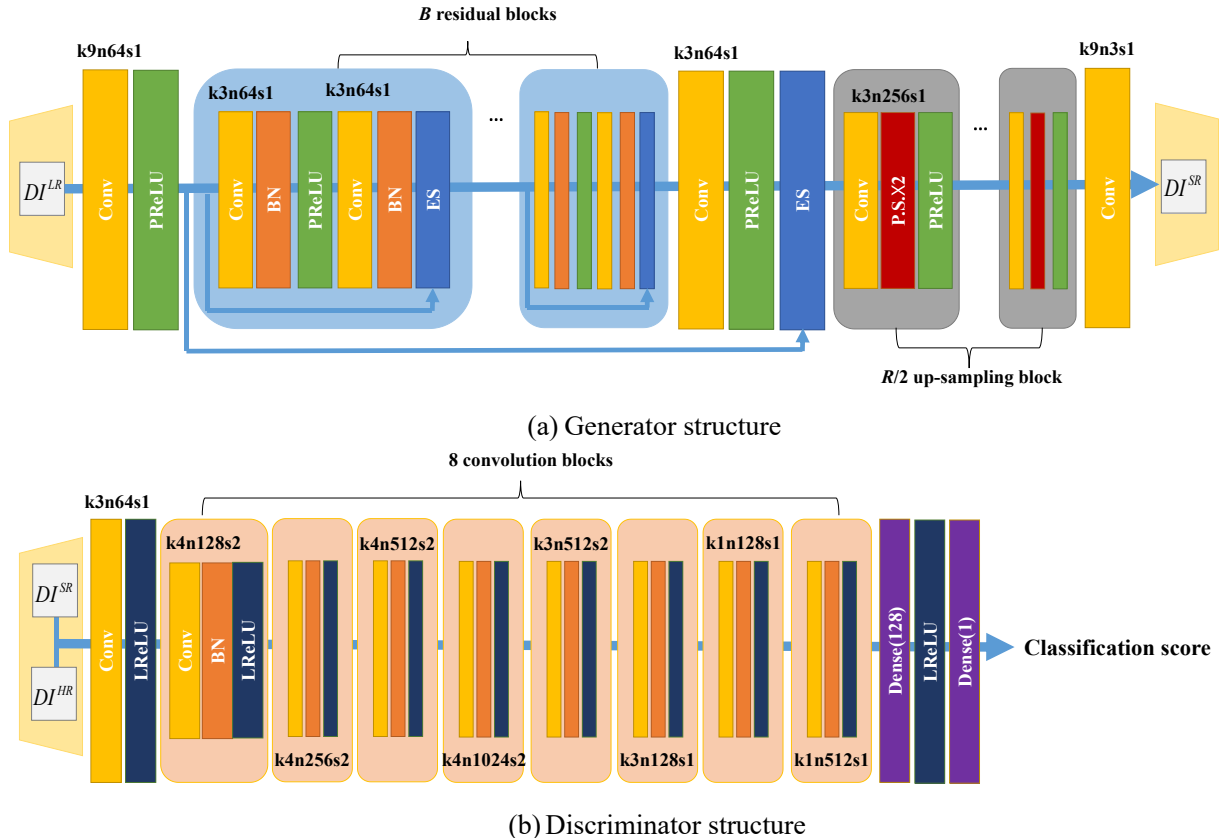 B residual blocks
k9n64s1
k3n64s1
k9n3s1
k3n64s1 k3n64s1
k3n256s1
... ...
DI^LR
Conv
PReLU
Conv
BN
PReLU
Conv
BN
ES
Conv
PReLU
ES
Conv
P.S.X2
PReLU
Conv
DI^SR
R/2 up-sampling block
(a) Generator structure
8 convolution blocks
k3n64s1
k4n128s2
k4n512s2
k3n512s2
k1n128s1
DI^SR
DI^HR
Conv
LReLU
Conv
BN
LReLU
Dense(128)
LReLU
Dense(1)
Classification score
k4n256s2
k4n1024s2
k3n128s1
k1n512s1
(b) Discriminator structure